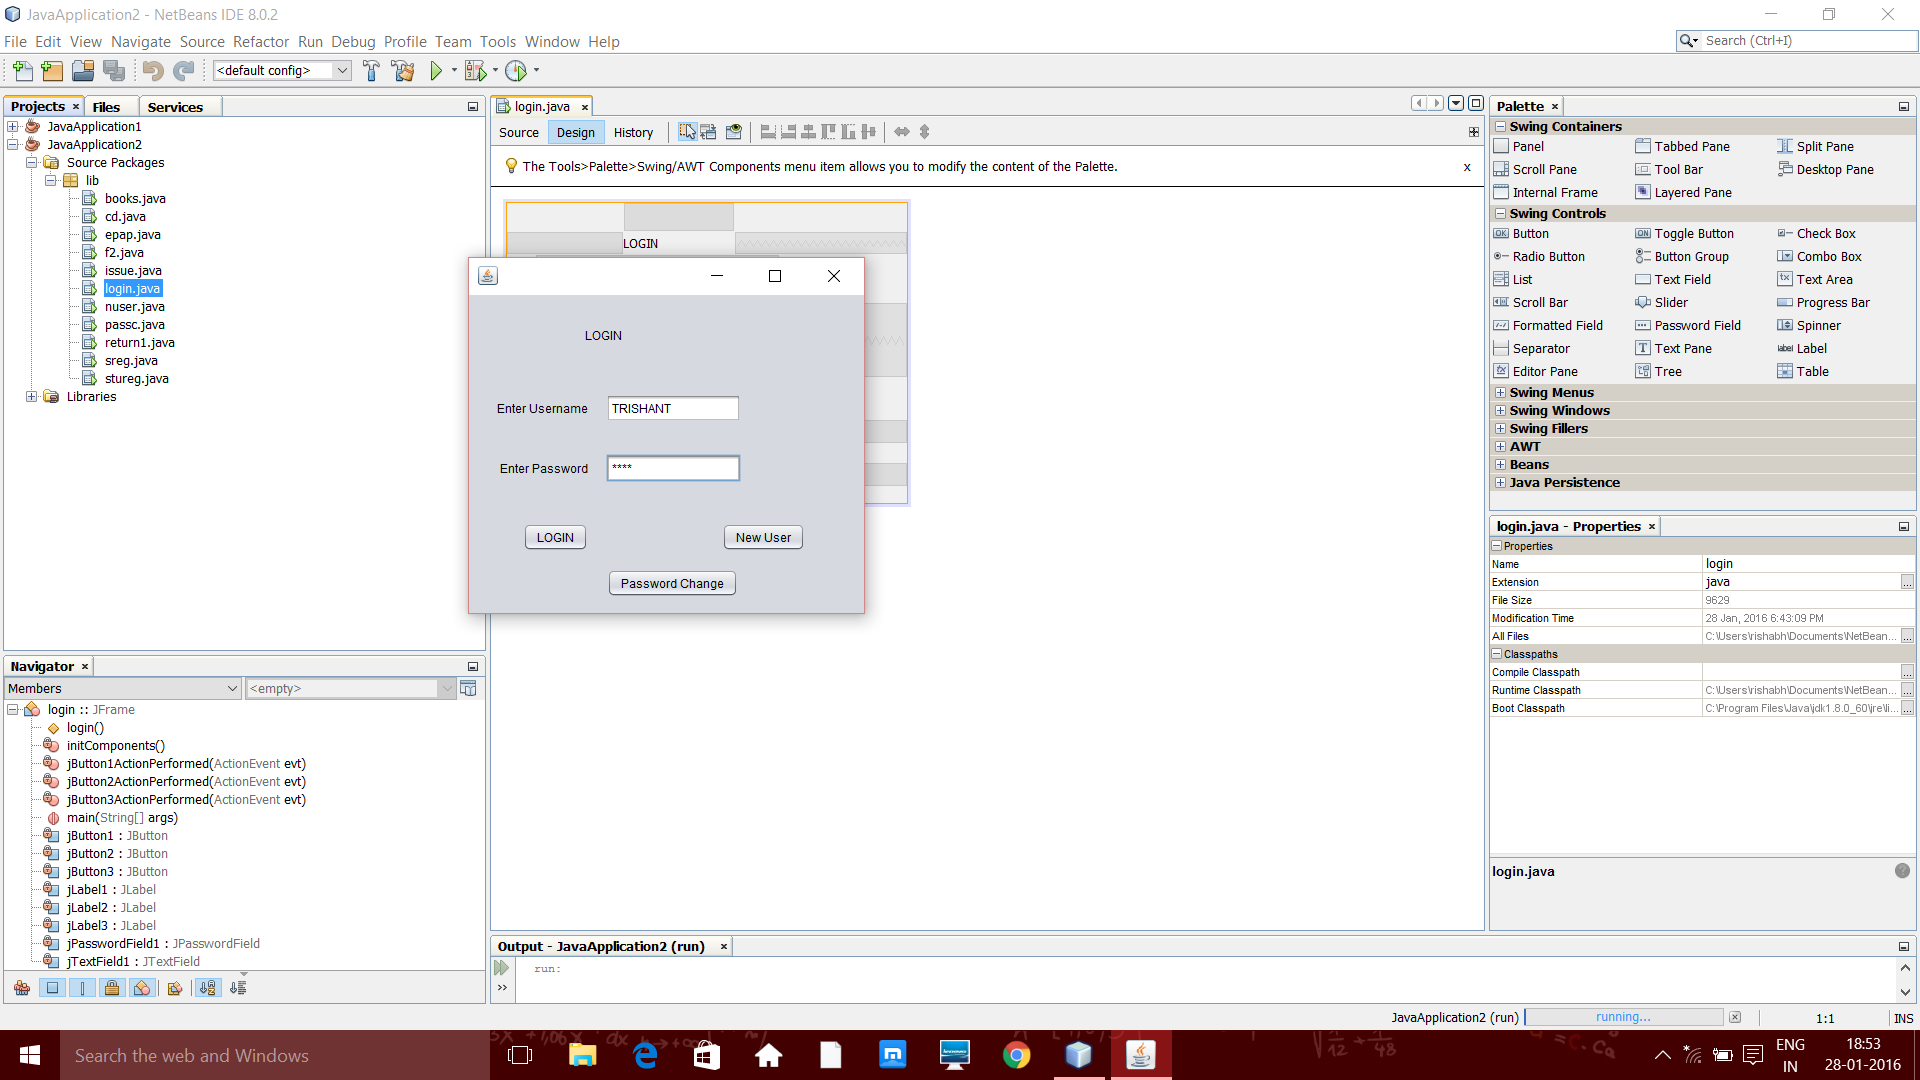 JavaApplication2 - NetBeans IDE 8.0.2
File Edit View Navigate Source Refactor Run Debug Profile Team Tools Window Help
Search (Ctrl+I)
<default config>
Projects Files Services
JavaApplication1
JavaApplication2
Source Packages
lib
books.java
cd.java
epap.java
f2.java
issue.java
login.java
nuser.java
passc.java
return1.java
sreg.java
stureg.java
Libraries
Navigator
Members
<empty>
login :: JFrame
login()
initComponents()
jButton1ActionPerformed(ActionEvent evt)
jButton2ActionPerformed(ActionEvent evt)
jButton3ActionPerformed(ActionEvent evt)
main(String[] args)
jButton1 : JButton
jButton2 : JButton
jButton3 : JButton
jLabel1 : JLabel
jLabel2 : JLabel
jLabel3 : JLabel
jPasswordField1 : JPasswordField
jTextField1 : JTextField
login.java
Source Design History
The Tools>Palette>Swing/AWT Components menu item allows you to modify the content of the Palette.
x
LOGIN
LOGIN
Enter Username TRISHANT
Enter Password ****
LOGIN New User
Password Change
Output - JavaApplication2 (run)
run:
Palette
Swing Containers
Panel Tabbed Pane Split Pane
Scroll Pane Tool Bar Desktop Pane
Internal Frame Layered Pane
Swing Controls
Button Toggle Button Check Box
Radio Button Button Group Combo Box
List Text Field Text Area
Scroll Bar Slider Progress Bar
Formatted Field Password Field Spinner
Separator Text Pane Label
Editor Pane Tree Table
Swing Menus
Swing Windows
Swing Fillers
AWT
Beans
Java Persistence
login.java - Properties
Properties
Name login
Extension java
File Size 9629
Modification Time 28 Jan, 2016 6:43:09 PM
All Files C:\Users\rishabh\Documents\NetBean...
Classpaths
Compile Classpath
Runtime Classpath C:\Users\rishabh\Documents\NetBean...
Boot Classpath C:\Program Files\Java\jdk1.8.0_60\jre\li...
login.java
JavaApplication2 (run) running... 1:1 INS
Search the web and Windows
ENG
IN
18:53
28-01-2016